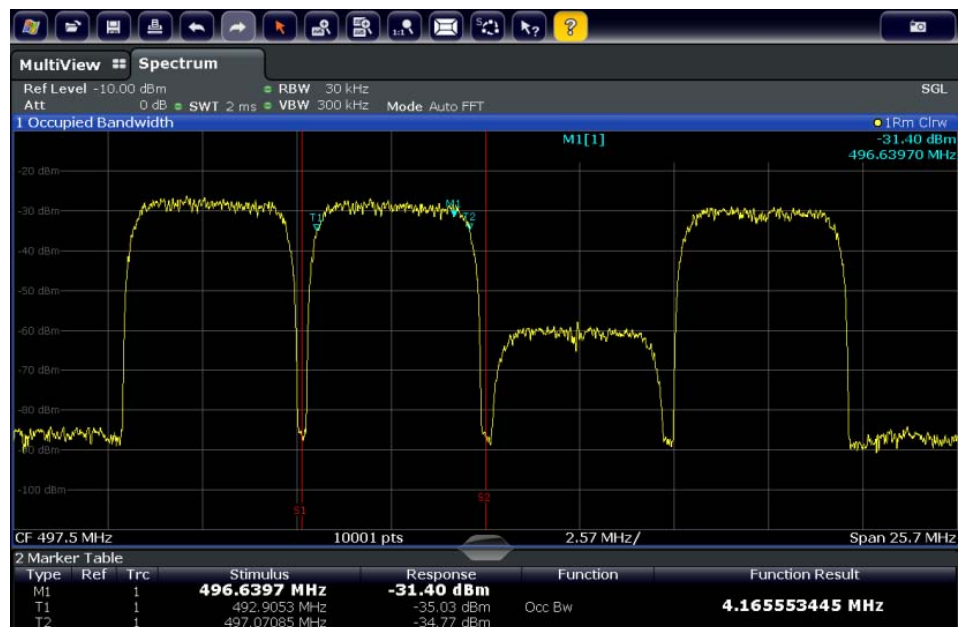 1:1
S
?
?
MultiView Spectrum
Ref Level -10.00 dBm RBW 30 kHz SGL
Att 0 dB SWT 2 ms VBW 300 kHz Mode Auto FFT
1 Occupied Bandwidth 1Rm Clrw
M1[1] -31.40 dBm
496.63970 MHz
-20 dBm
-30 dBm
T1 M1 T2
-40 dBm
-50 dBm
-60 dBm
-70 dBm
-80 dBm
-90 dBm
-100 dBm
S1 S2
CF 497.5 MHz 10001 pts 2.57 MHz/ Span 25.7 MHz
2 Marker Table
Type Ref Trc Stimulus Response Function Function Result
M1 1 496.6397 MHz -31.40 dBm
T1 1 492.9053 MHz -35.03 dBm Occ Bw 4.165553445 MHz
T2 1 497.07085 MHz -34.77 dBm